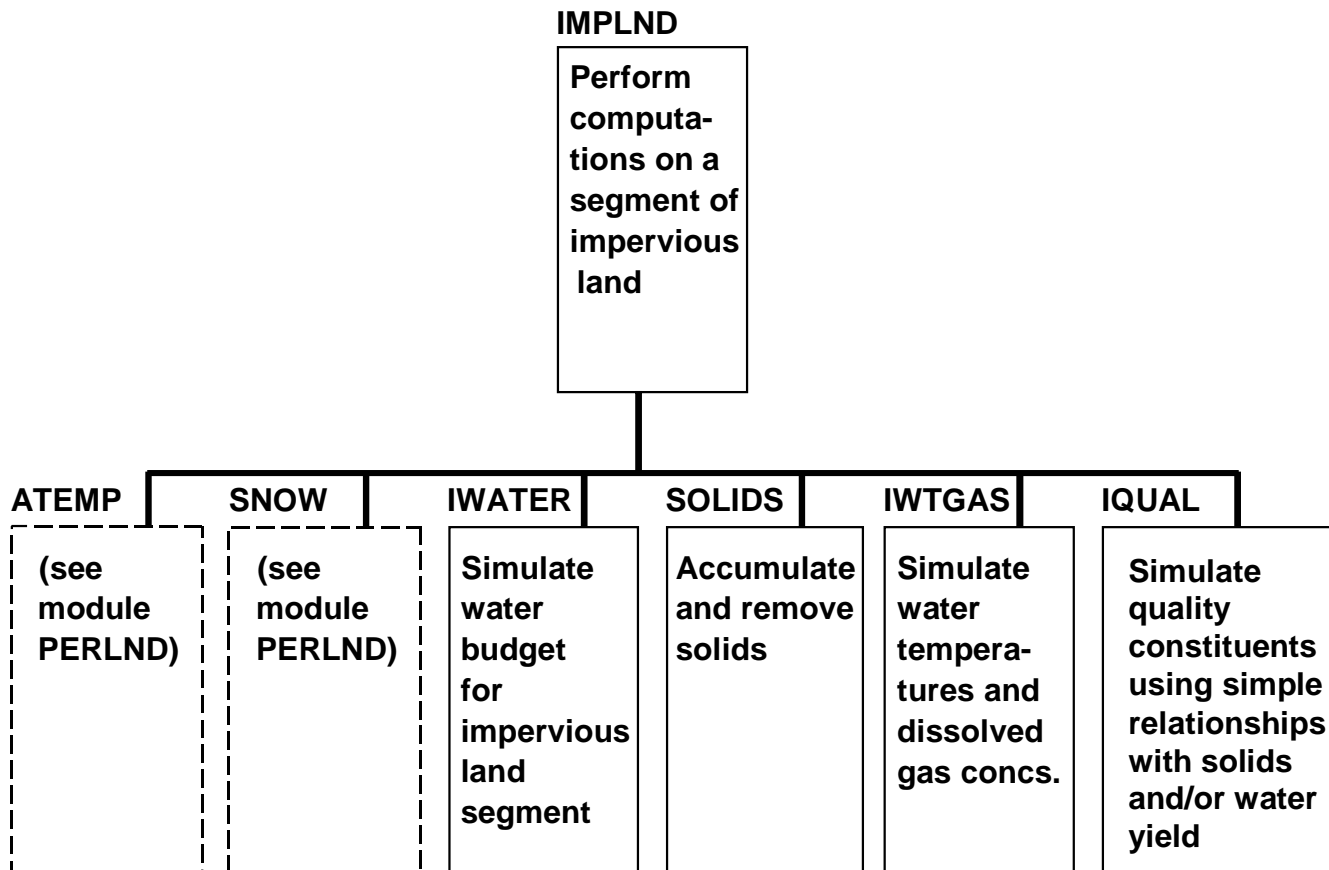 IMPLND
Perform
computa-
tions on a
segment of
impervious
land
ATEMP
(see
module
PERLND)
SNOW
(see
module
PERLND)
IWATER
Simulate
water
budget
for
impervious
land
segment
SOLIDS
Accumulate
and remove
solids
IWTGAS
Simulate
water
tempera-
tures and
dissolved
gas concs.
IQUAL
Simulate
quality
constituents
using simple
relationships
with solids
and/or water
yield